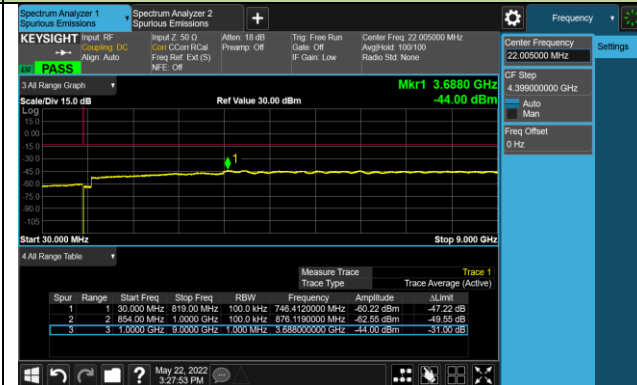 Spectrum Analyzer 1
Spurious Emissions
Spectrum Analyzer 2
Spurious Emissions
+
Frequency
KEYSIGHT
Input: RF
Coupling: DC
Align: Auto
Input Z: 50 Ω
Corr CCorr RCal
Freq Ref: Ext (S)
NFE: Off
Atten: 18 dB
Preamp: Off
Trig: Free Run
Gate: Off
IF Gain: Low
Center Freq: 22.005000 MHz
Avg|Hold: 100/100
Radio Std: None
PASS
Center Frequency
22.005000 MHz
Settings
CF Step
4.399000000 GHz
Auto
Man
Freq Offset
0 Hz
3 All Range Graph
Mkr1 3.6880 GHz
Scale/Div 15.0 dB
Ref Value 30.00 dBm
-44.00 dBm
Log
15.0
0.00
-15.0
-30.0
-45.0
-60.0
-75.0
-90.0
-105
1
Start 30.000 MHz
Stop 9.000 GHz
4 All Range Table
Measure Trace Trace 1
Trace Type Trace Average (Active)
Spur Range Start Freq Stop Freq RBW Frequency Amplitude ΔLimit
1 1 30.000 MHz 819.00 MHz 100.0 kHz 746.4120000 MHz -60.22 dBm -47.22 dB
2 2 854.00 MHz 1.0000 GHz 100.0 kHz 876.1190000 MHz -62.55 dBm -49.55 dB
3 3 1.0000 GHz 9.0000 GHz 1.000 MHz 3.688000000 GHz -44.00 dBm -31.00 dB
?
May 22, 2022
3:27:53 PM